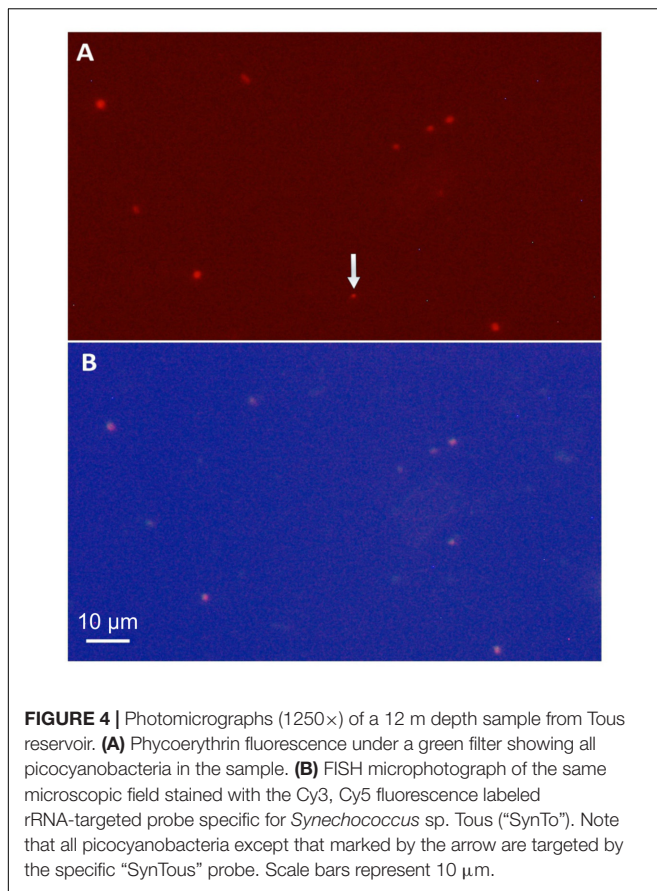 A
B
10 µm
FIGURE 4 | Photomicrographs (1250×) of a 12 m depth sample from Tous
reservoir. (A) Phycoerythrin fluorescence under a green filter showing all
picocyanobacteria in the sample. (B) FISH microphotograph of the same
microscopic field stained with the Cy3, Cy5 fluorescence labeled
rRNA-targeted probe specific for Synechococcus sp. Tous (“SynTo”). Note
that all picocyanobacteria except that marked by the arrow are targeted by
the specific “SynTous” probe. Scale bars represent 10 µm.